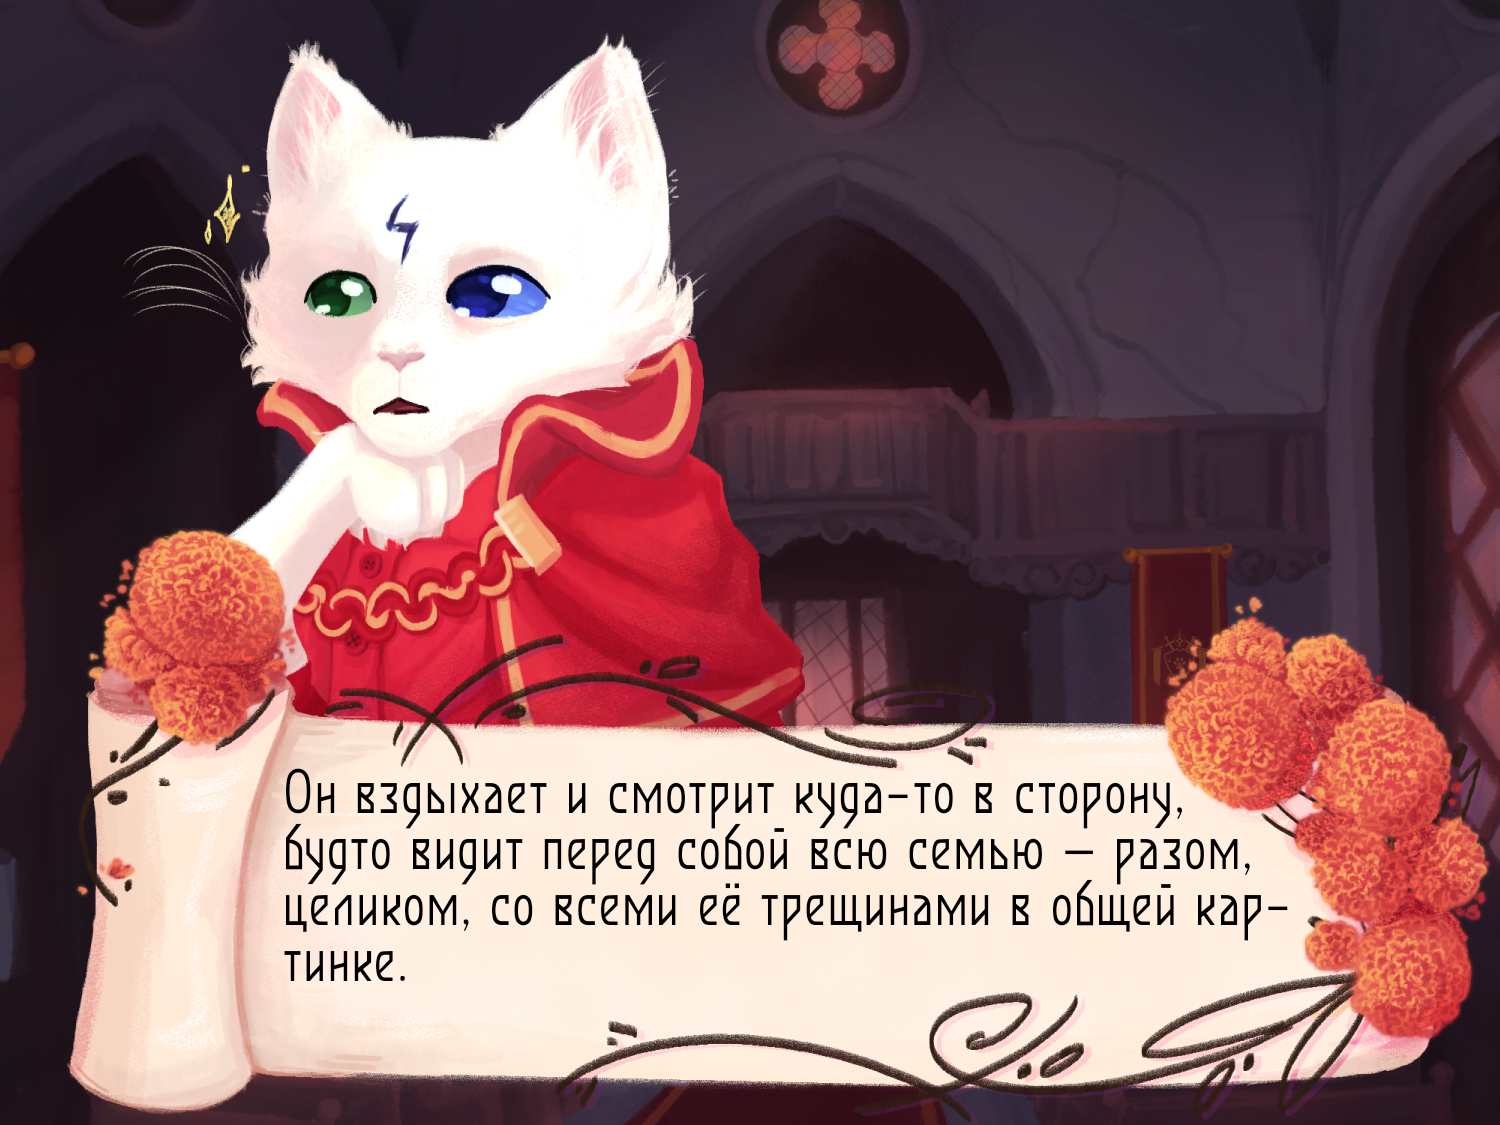 Он вздыхает и смотрит куда-то в сторону,
будто видит перед собой всю семью — разом,
целиком, со всеми её трещинами в общей кар-
тинке.